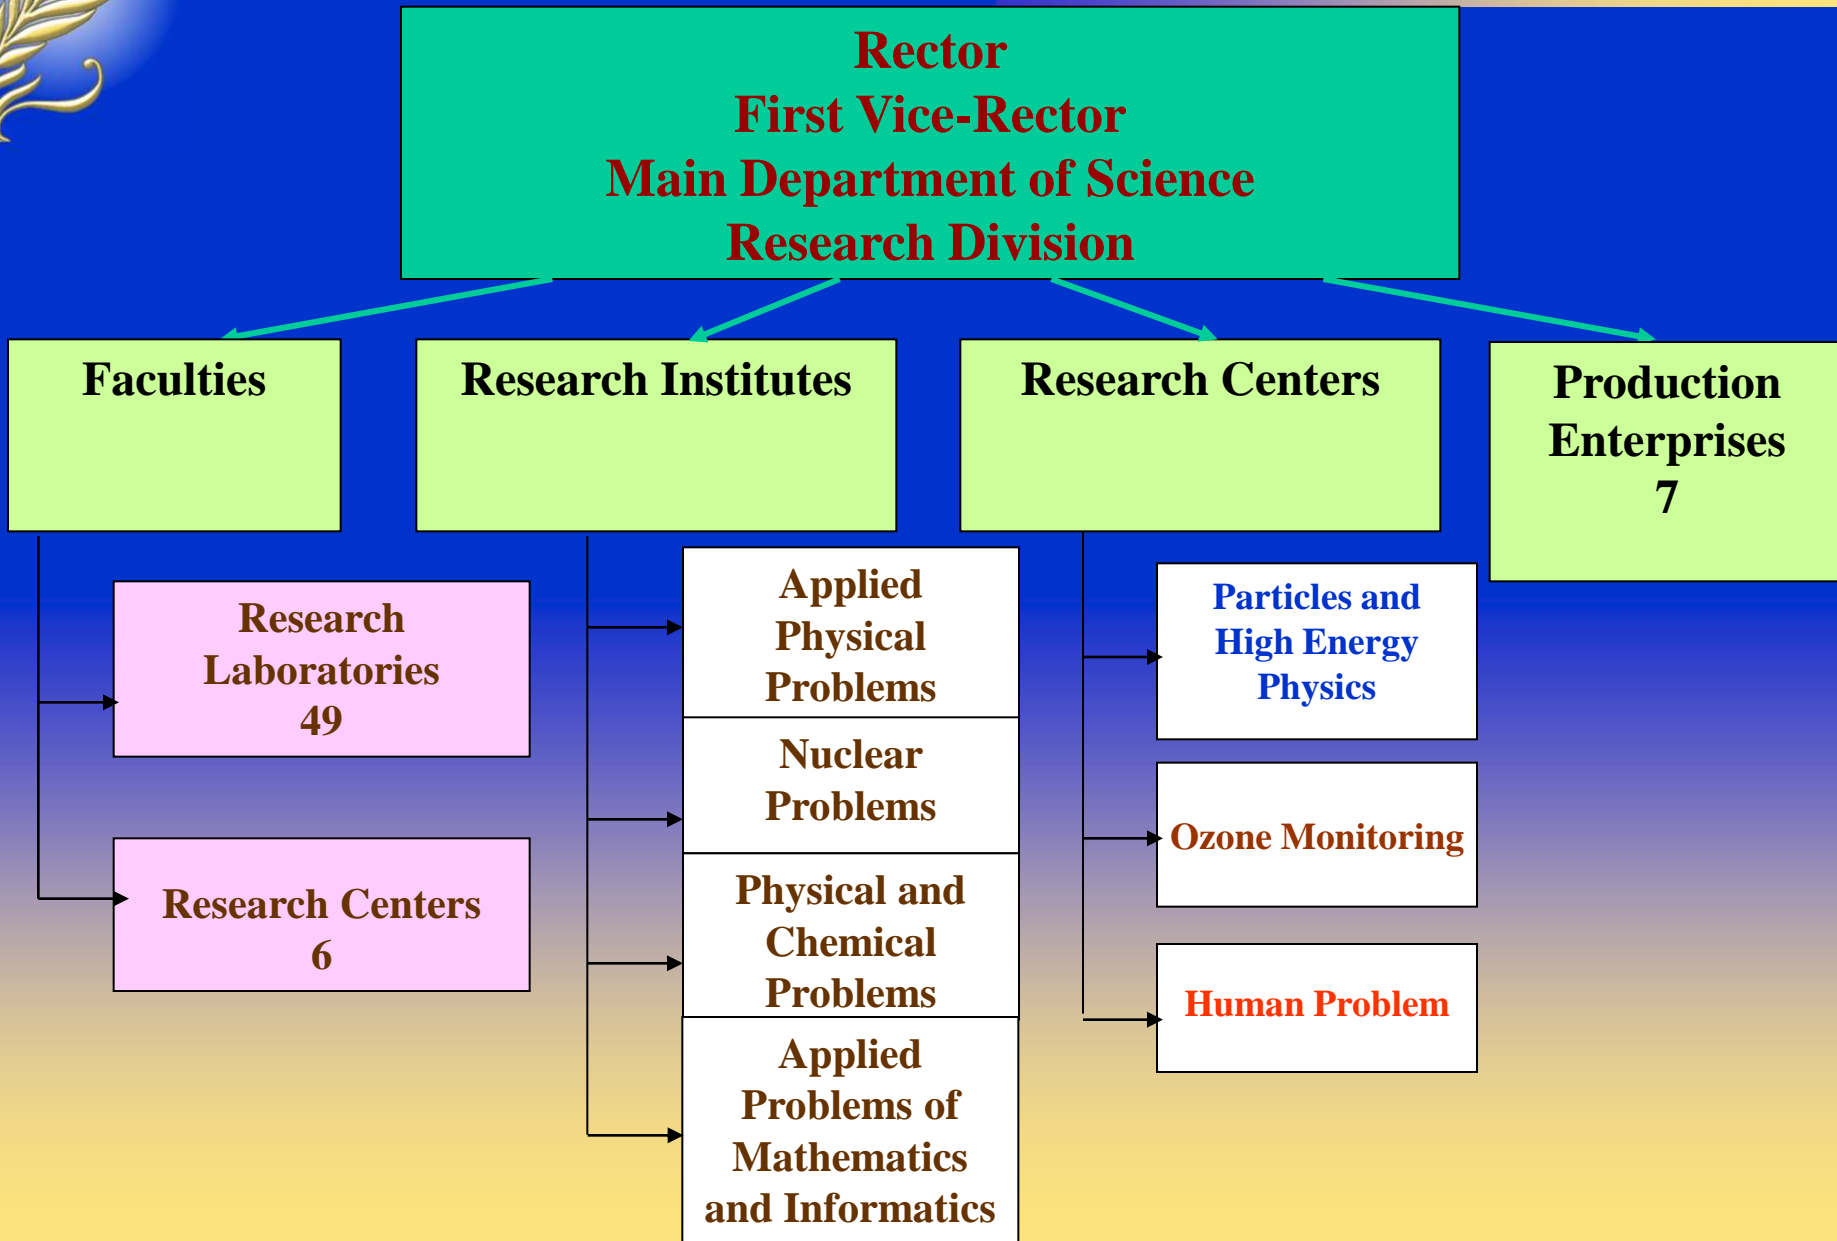 Rector
First Vice-Rector
Main Department of Science
Research Division
Faculties
Research Institutes
Research Centers
Production
Enterprises
7
Research
Laboratories
49
Research Centers
6
Applied
Physical
Problems
Nuclear
Problems
Physical and
Chemical
Problems
Applied
Problems of
Mathematics
and Informatics
Particles and
High Energy
Physics
Ozone Monitoring
Human Problem